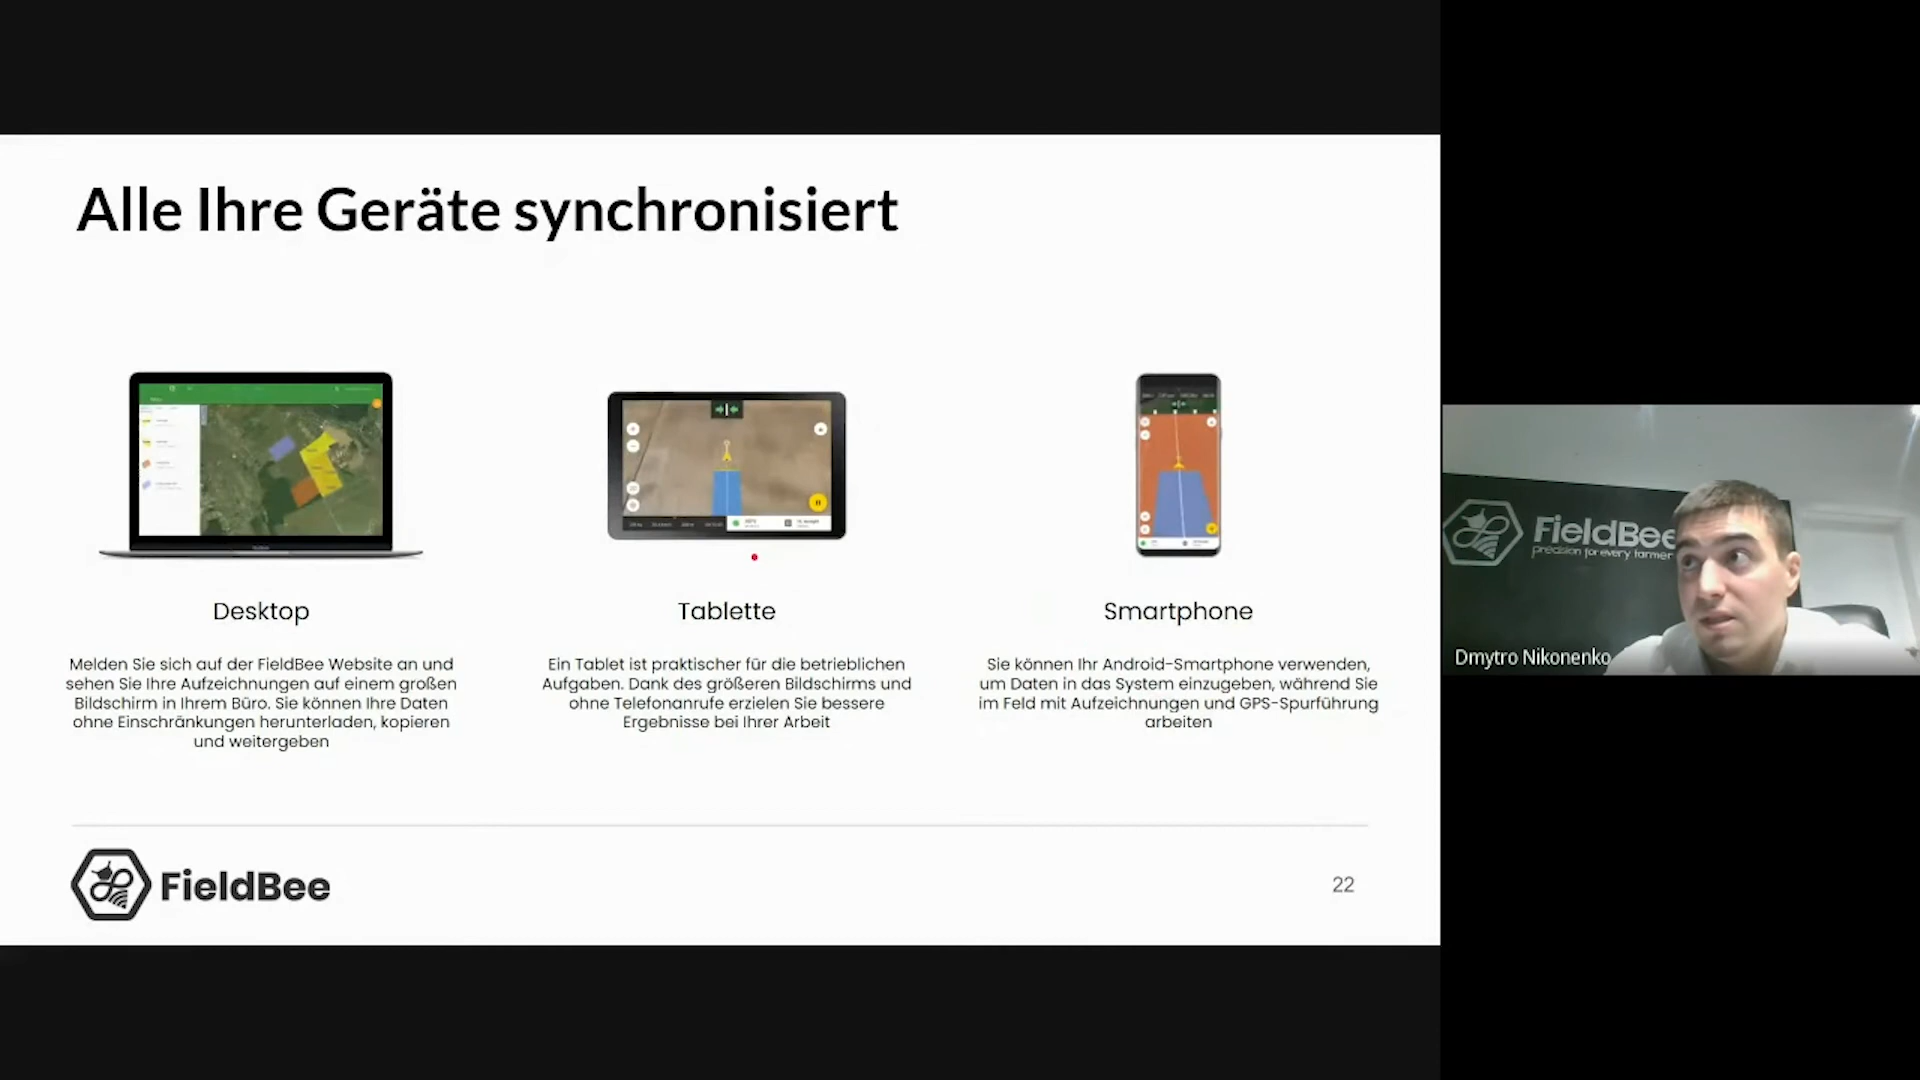 Alle Ihre Geräte synchronisiert
Desktop
Melden Sie sich auf der FieldBee Website an und
sehen Sie Ihre Aufzeichnungen auf einem großen
Bildschirm in Ihrem Büro. Sie können Ihre Daten
ohne Einschränkungen herunterladen, kopieren
und weitergeben
Tablette
Ein Tablet ist praktischer für die betrieblichen
Aufgaben. Dank des größeren Bildschirms und
ohne Telefonanrufe erzielen Sie bessere
Ergebnisse bei Ihrer Arbeit
Smartphone
Sie können Ihr Android-Smartphone verwenden,
um Daten in das System einzugeben, während Sie
im Feld mit Aufzeichnungen und GPS-Spurführung
arbeiten
FieldBee
22
FieldBee
precision for every farmer
Dmytro Nikonenko